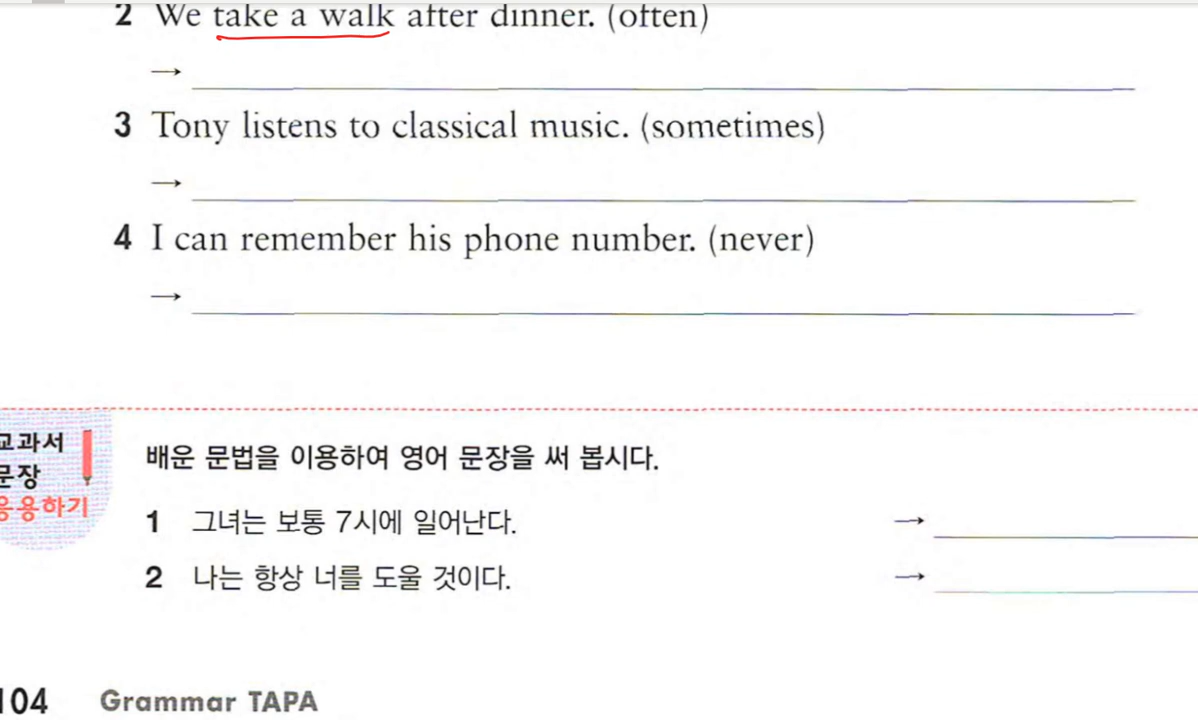 2 We take a walk after dinner. (often)
→
3 Tony listens to classical music. (sometimes)
→
4 I can remember his phone number. (never)
→
교과서
문장
응용하기
배운 문법을 이용하여 영어 문장을 써 봅시다.
1 그녀는 보통 7시에 일어난다. →
2 나는 항상 너를 도울 것이다. →
104 Grammar TAPA